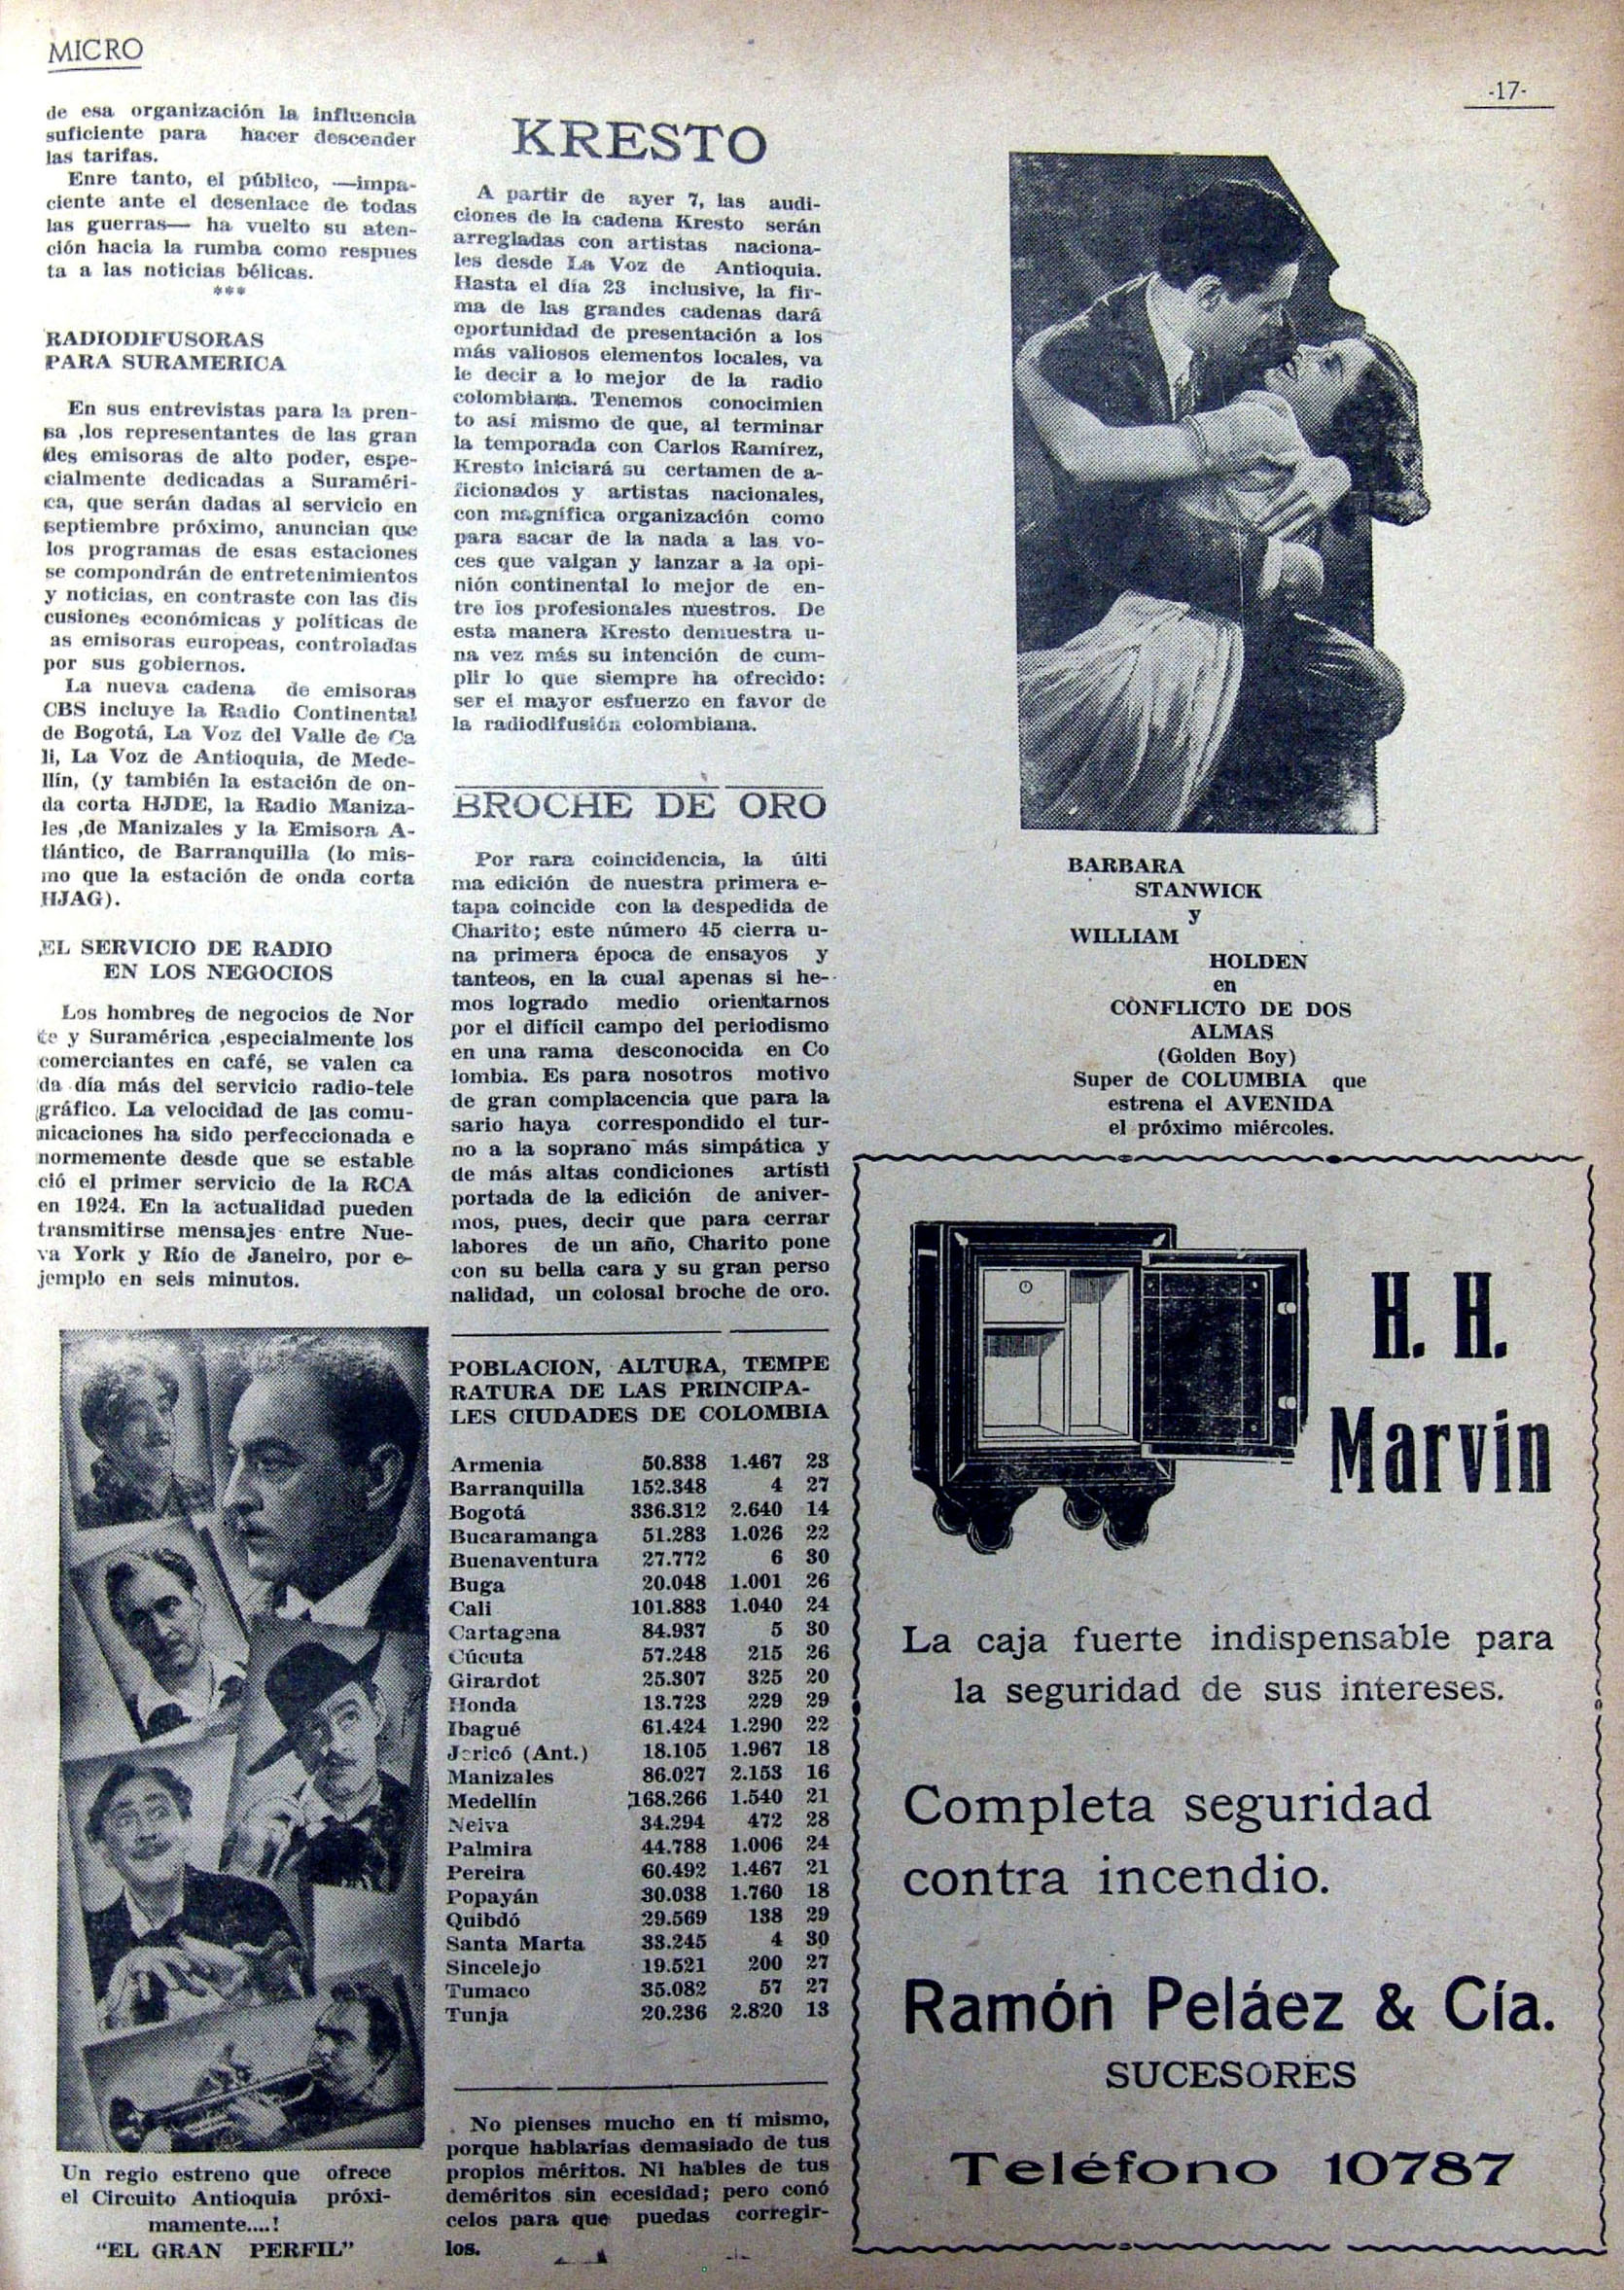 MICRO
-17-
de esa organización la influencia
suficiente para hacer descender
las tarifas.
Enre tanto, el público, —impa-
ciente ante el desenlace de todas
las guerras— ha vuelto su aten-
ción hacia la rumba como respues
ta a las noticias bélicas.
***
RADIODIFUSORAS
PARA SURAMERICA
En sus entrevistas para la pren-
sa ,los representantes de las gran
des emisoras de alto poder, espe-
cialmente dedicadas a Suraméri-
ca, que serán dadas al servicio en
septiembre próximo, anuncian que
los programas de esas estaciones
se compondrán de entretenimientos
y noticias, en contraste con las dis
cusiones económicas y políticas de
as emisoras europeas, controladas
por sus gobiernos.
La nueva cadena de emisoras
CBS incluye la Radio Continental
de Bogotá, La Voz del Valle de Ca
li, La Voz de Antioquia, de Mede-
llín, (y también la estación de on-
da corta HJDE, la Radio Maniza-
les ,de Manizales y la Emisora A-
tlántico, de Barranquilla (lo mis-
mo que la estación de onda corta
HJAG).
EL SERVICIO DE RADIO
EN LOS NEGOCIOS
Los hombres de negocios de Nor
te y Suramérica ,especialmente los
comerciantes en café, se valen ca
da día más del servicio radio-tele
gráfico. La velocidad de las comu-
nicaciones ha sido perfeccionada e
normemente desde que se estable
ció el primer servicio de la RCA
en 1924. En la actualidad pueden
transmitirse mensajes entre Nue-
va York y Río de Janeiro, por e-
jemplo en seis minutos.
Un regio estreno que ofrece
el Circuito Antioquia próxi-
mamente....!
"EL GRAN PERFIL"
KRESTO
A partir de ayer 7, las audi-
ciones de la cadena Kresto serán
arregladas con artistas naciona-
les desde La Voz de Antioquia.
Hasta el día 23 inclusive, la fir-
ma de las grandes cadenas dará
oportunidad de presentación a los
más valiosos elementos locales, va
le decir a lo mejor de la radio
colombiana. Tenemos conocimien
to así mismo de que, al terminar
la temporada con Carlos Ramírez,
Kresto iniciará su certamen de a-
ficionados y artistas nacionales,
con magnífica organización como
para sacar de la nada a las vo-
ces que valgan y lanzar a la opi-
nión continental lo mejor de en-
tre los profesionales nuestros. De
esta manera Kresto demuestra u-
na vez más su intención de cum-
plir lo que siempre ha ofrecido:
ser el mayor esfuerzo en favor de
la radiodifusión colombiana.
BROCHE DE ORO
Por rara coincidencia, la últi
ma edición de nuestra primera e-
tapa coincide con la despedida de
Charito; este número 45 cierra u-
na primera época de ensayos y
tanteos, en la cual apenas si he-
mos logrado medio orientarnos
por el difícil campo del periodismo
en una rama desconocida en Co
lombia. Es para nosotros motivo
de gran complacencia que para la
sario haya correspondido el tur-
no a la soprano más simpática y
de más altas condiciones artísti
portada de la edición de aniver-
mos, pues, decir que para cerrar
labores de un año, Charito pone
con su bella cara y su gran perso
nalidad, un colosal broche de oro.
POBLACION, ALTURA, TEMPE
RATURA DE LAS PRINCIPA-
LES CIUDADES DE COLOMBIA
Armenia 50.838 1.467 23
Barranquilla 152.348 4 27
Bogotá 336.312 2.640 14
Bucaramanga 51.283 1.026 22
Buenaventura 27.772 6 30
Buga 20.048 1.001 26
Cali 101.883 1.040 24
Cartagena 84.937 5 30
Cúcuta 57.248 215 26
Girardot 25.307 325 20
Honda 13.723 229 29
Ibagué 61.424 1.290 22
Jericó (Ant.) 18.105 1.967 18
Manizales 86.027 2.153 16
Medellín 168.266 1.540 21
Neiva 34.294 472 28
Palmira 44.788 1.006 24
Pereira 60.492 1.467 21
Popayán 30.038 1.760 18
Quibdó 29.569 138 29
Santa Marta 33.245 4 30
Sincelejo 19.521 200 27
Tumaco 35.082 57 27
Tunja 20.236 2.820 13
No pienses mucho en tí mismo,
porque hablarías demasiado de tus
propios méritos. Ni hables de tus
deméritos sin ecesidad; pero conó
celos para que puedas corregir-
los.
BARBARA
STANWICK
y
WILLIAM
HOLDEN
en
CONFLICTO DE DOS
ALMAS
(Golden Boy)
Super de COLUMBIA que
estrena el AVENIDA
el próximo miércoles.
H. H.
Marvin
La caja fuerte indispensable para
la seguridad de sus intereses.
Completa seguridad
contra incendio.
Ramón Peláez & Cía.
SUCESORES
Teléfono 10787